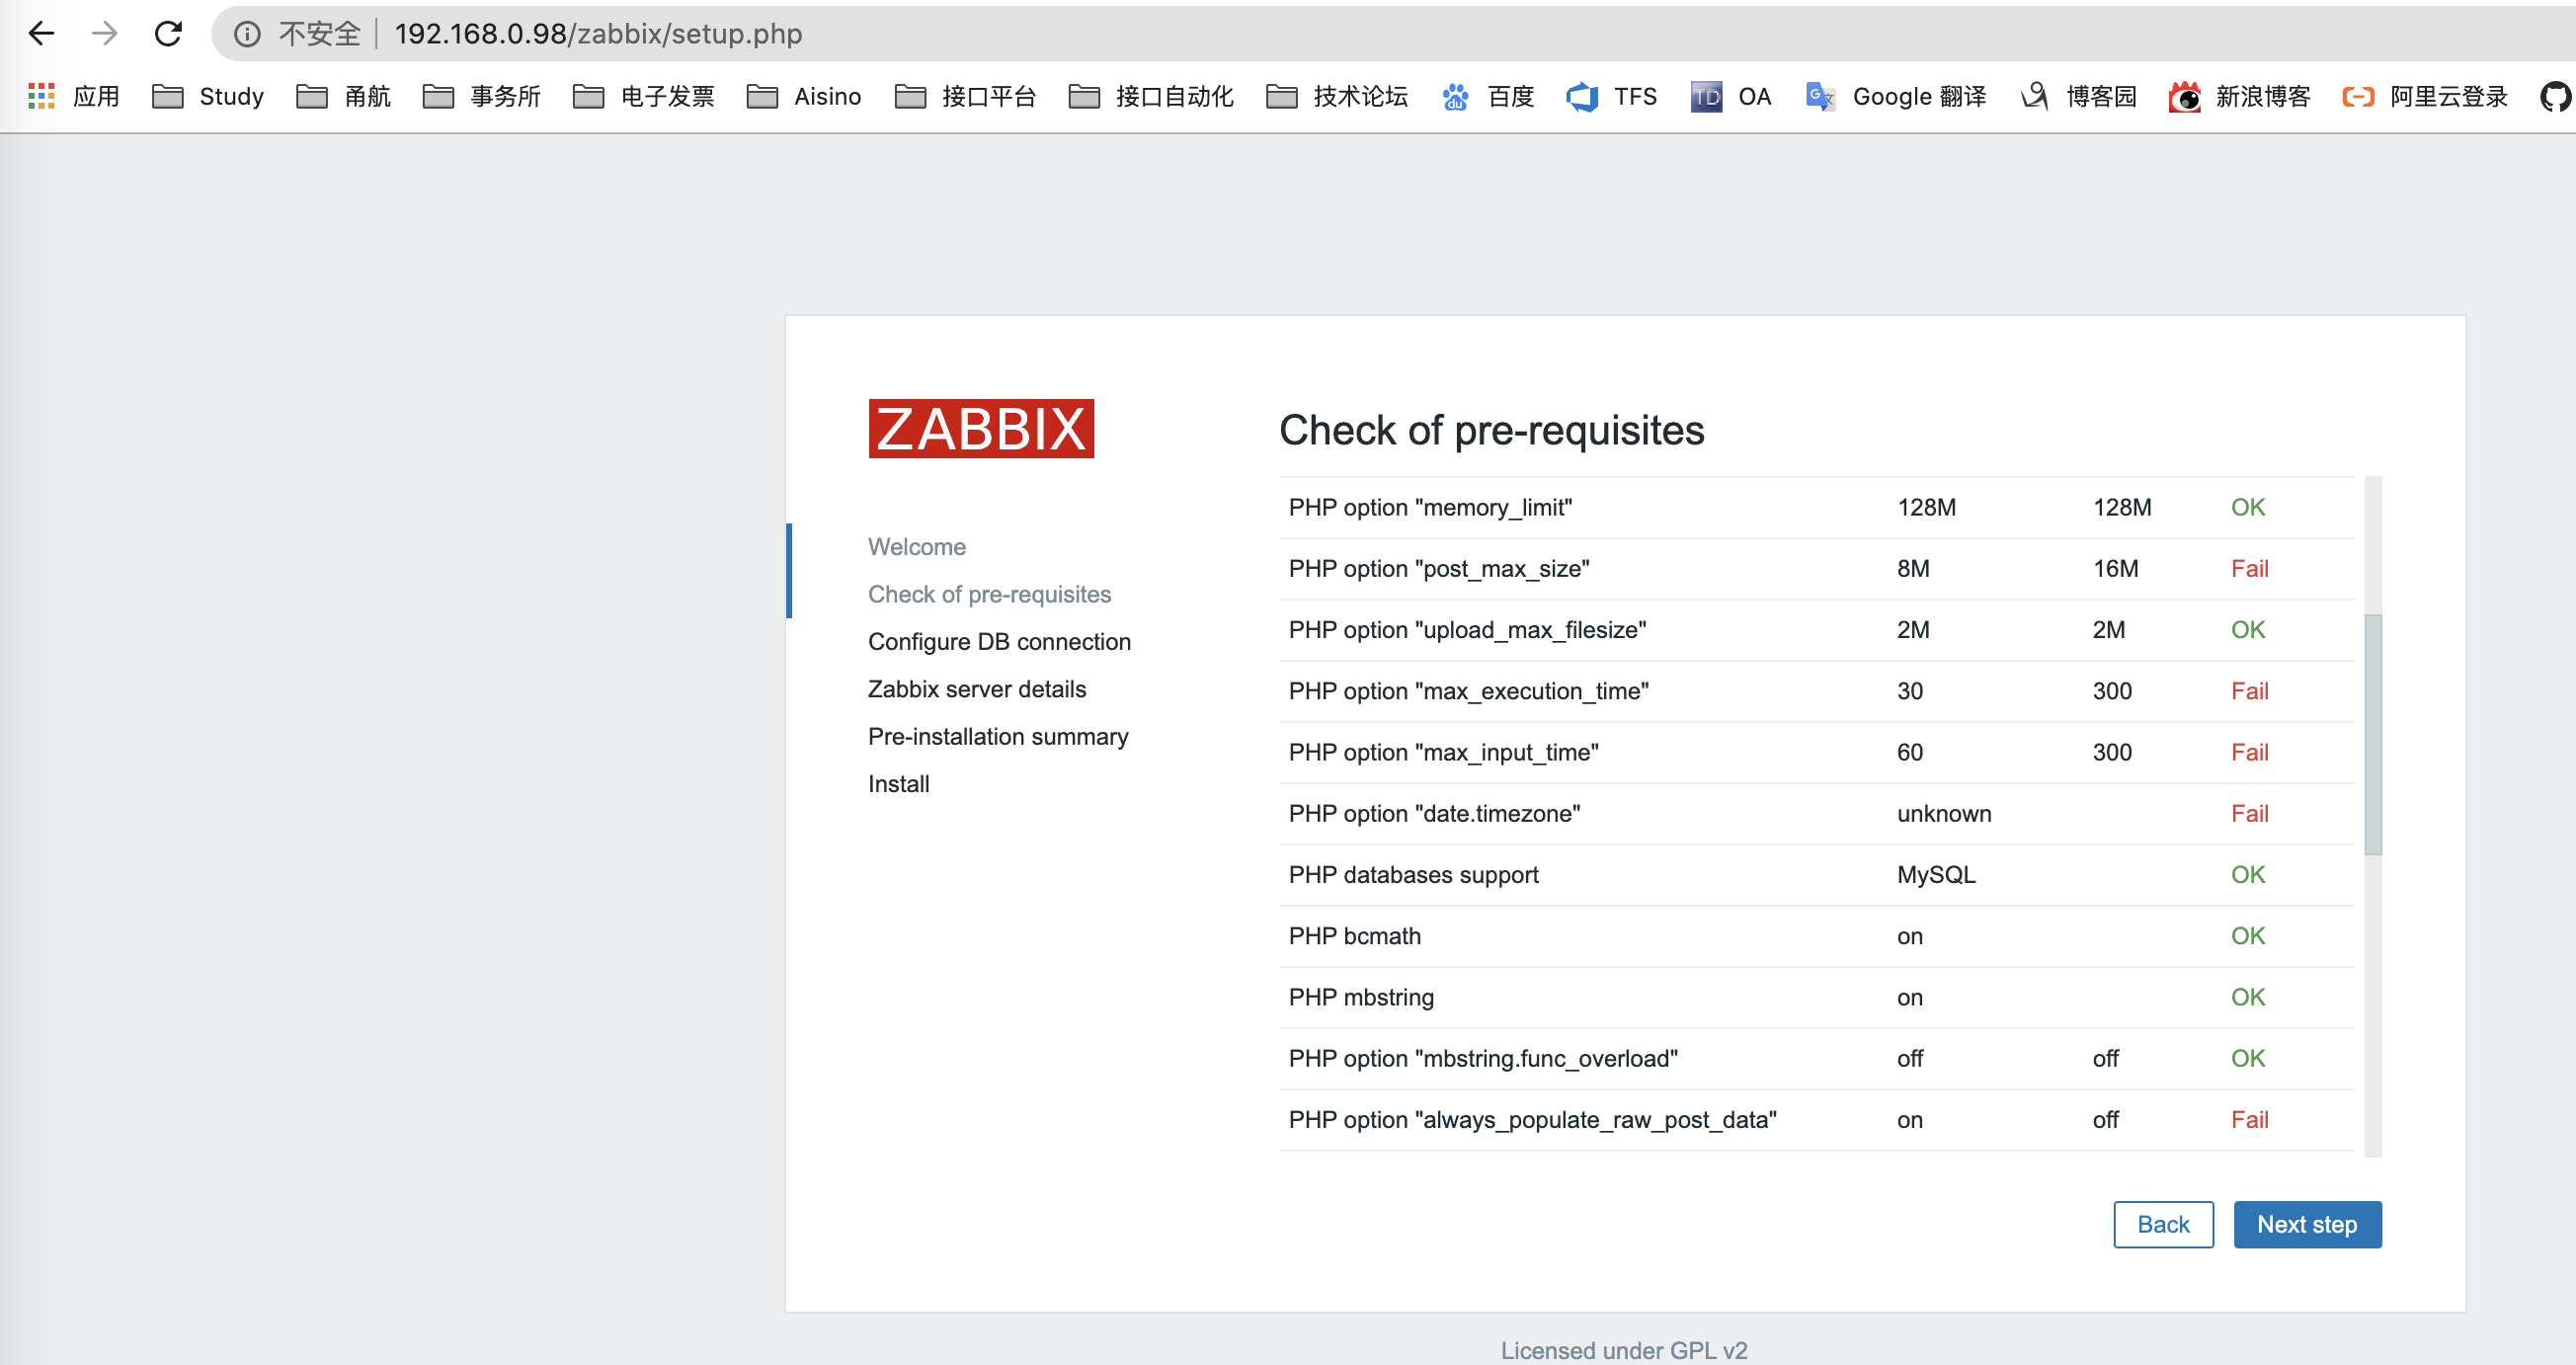 不安全 192.168.0.98/zabbix/setup.php
应用 Study 甬航 事务所 电子发票 Aisino 接口平台 接口自动化 技术论坛 百度 TFS TD OA Google 翻译 博客园 新浪博客 阿里云登录
ZABBIX
Welcome
Check of pre-requisites
Configure DB connection
Zabbix server details
Pre-installation summary
Install
Check of pre-requisites
PHP option "memory_limit" 128M 128M OK
PHP option "post_max_size" 8M 16M Fail
PHP option "upload_max_filesize" 2M 2M OK
PHP option "max_execution_time" 30 300 Fail
PHP option "max_input_time" 60 300 Fail
PHP option "date.timezone" unknown Fail
PHP databases support MySQL OK
PHP bcmath on OK
PHP mbstring on OK
PHP option "mbstring.func_overload" off off OK
PHP option "always_populate_raw_post_data" on off Fail
Back Next step
Licensed under GPL v2